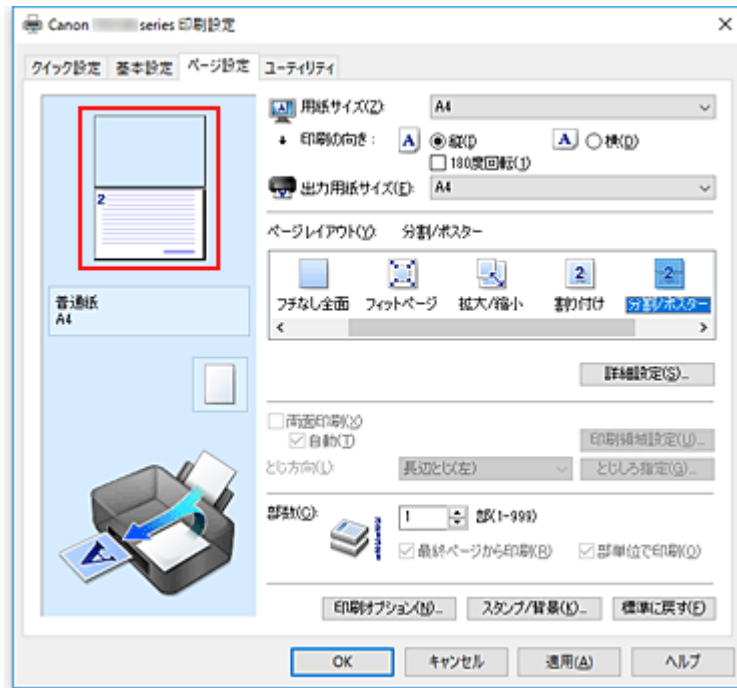 Canon series 印刷設定
クイック設定 基本設定 ページ設定 ユーティリティ
用紙サイズ(Z): A4
印刷の向き: A 縦(I) A 横(D)
180度回転(1)
出力用紙サイズ(E): A4
ページレイアウト(Y): 分割/ポスター
2 2
フチなし全面 フィットページ 拡大/縮小 割り付け 分割/ポスター
詳細設定(S)...
両面印刷(X)
自動(T)
印刷領域設定(U)...
とじ方向(L): 長辺とじ(左) とじしろ指定(G)...
部数(C): 1 部(1-999)
最終ページから印刷(R) 部単位で印刷(O)
印刷オプション(N)... スタンプ/背景(K)... 標準に戻す(F)
2
普通紙
A4
A
OK キャンセル 適用(A) ヘルプ